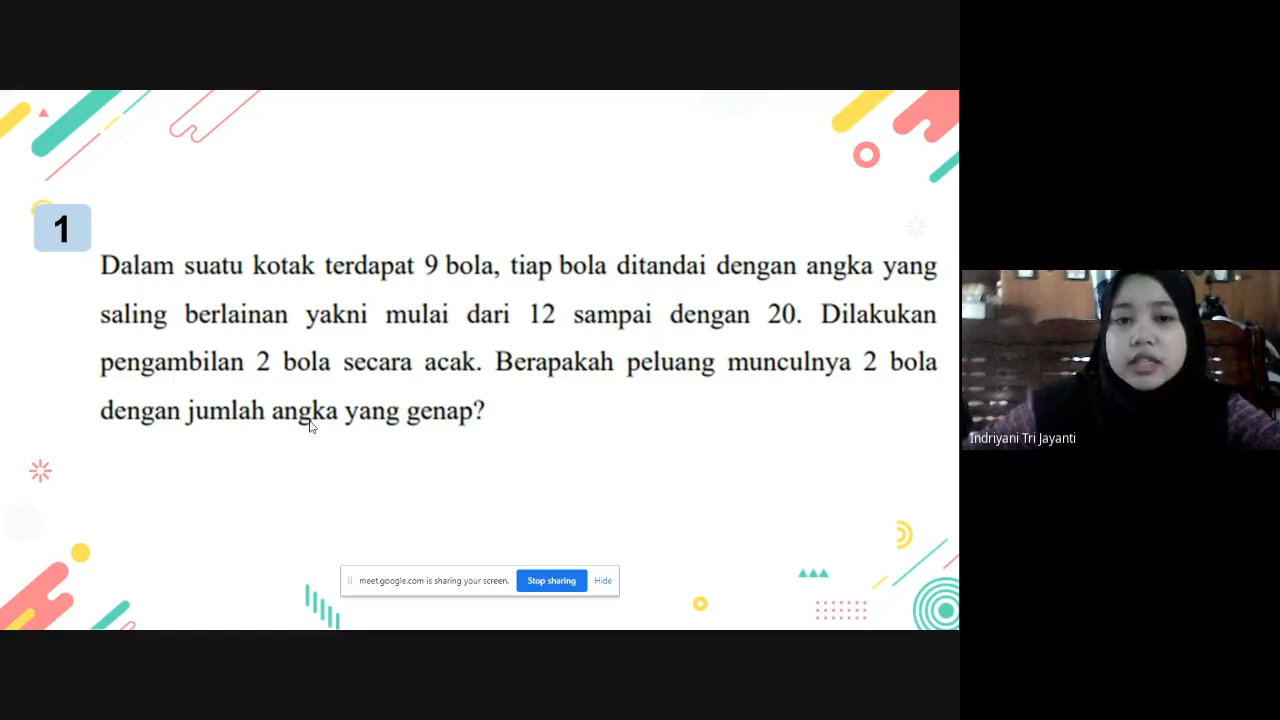 1
Dalam suatu kotak terdapat 9 bola, tiap bola ditandai dengan angka yang
saling berlainan yakni mulai dari 12 sampai dengan 20. Dilakukan
pengambilan 2 bola secara acak. Berapakah peluang munculnya 2 bola
dengan jumlah angka yang genap?
Indriyani Tri Jayanti
meet.google.com is sharing your screen. Stop sharing Hide